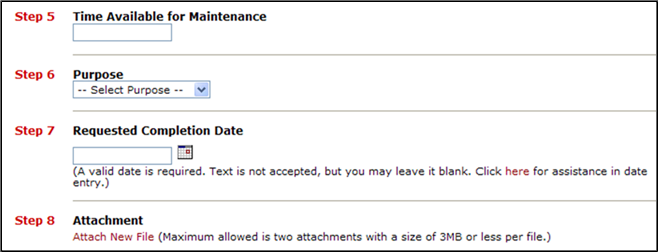 Step 5 Time Available for Maintenance
Step 6 Purpose
-- Select Purpose --
Step 7 Requested Completion Date
(A valid date is required. Text is not accepted, but you may leave it blank. Click here for assistance in date
entry.)
Step 8 Attachment
Attach New File (Maximum allowed is two attachments with a size of 3MB or less per file.)